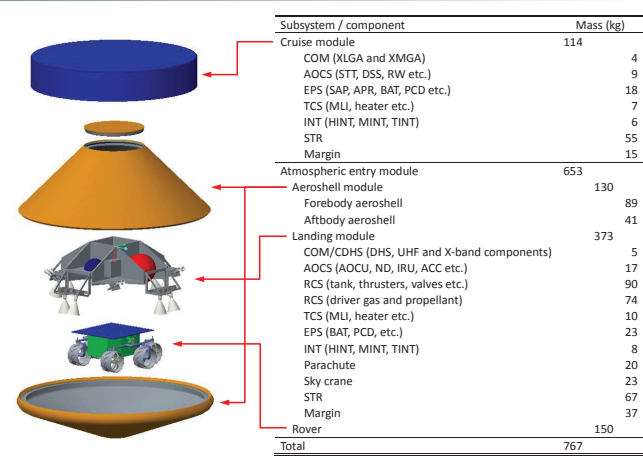 Subsystem / component Mass (kg)
Cruise module 114
COM (XLGA and XMGA) 4
AOCS (STT, DSS, RW etc.) 9
EPS (SAP, APR, BAT, PCD etc.) 18
TCS (MLI, heater etc.) 7
INT (HINT, MINT, TINT) 6
STR 55
Margin 15
Atmospheric entry module 653
Aeroshell module 130
Forebody aeroshell 89
Aftbody aeroshell 41
Landing module 373
COM/CDHS (DHS, UHF and X-band components) 5
AOCS (AOCU, ND, IRU, ACC etc.) 17
RCS (tank, thrusters, valves etc.) 90
RCS (driver gas and propellant) 74
TCS (MLI, heater etc.) 10
EPS (BAT, PCD, etc.) 23
INT (HINT, MINT, TINT) 8
Parachute 20
Sky crane 23
STR 67
Margin 37
Rover 150
Total 767